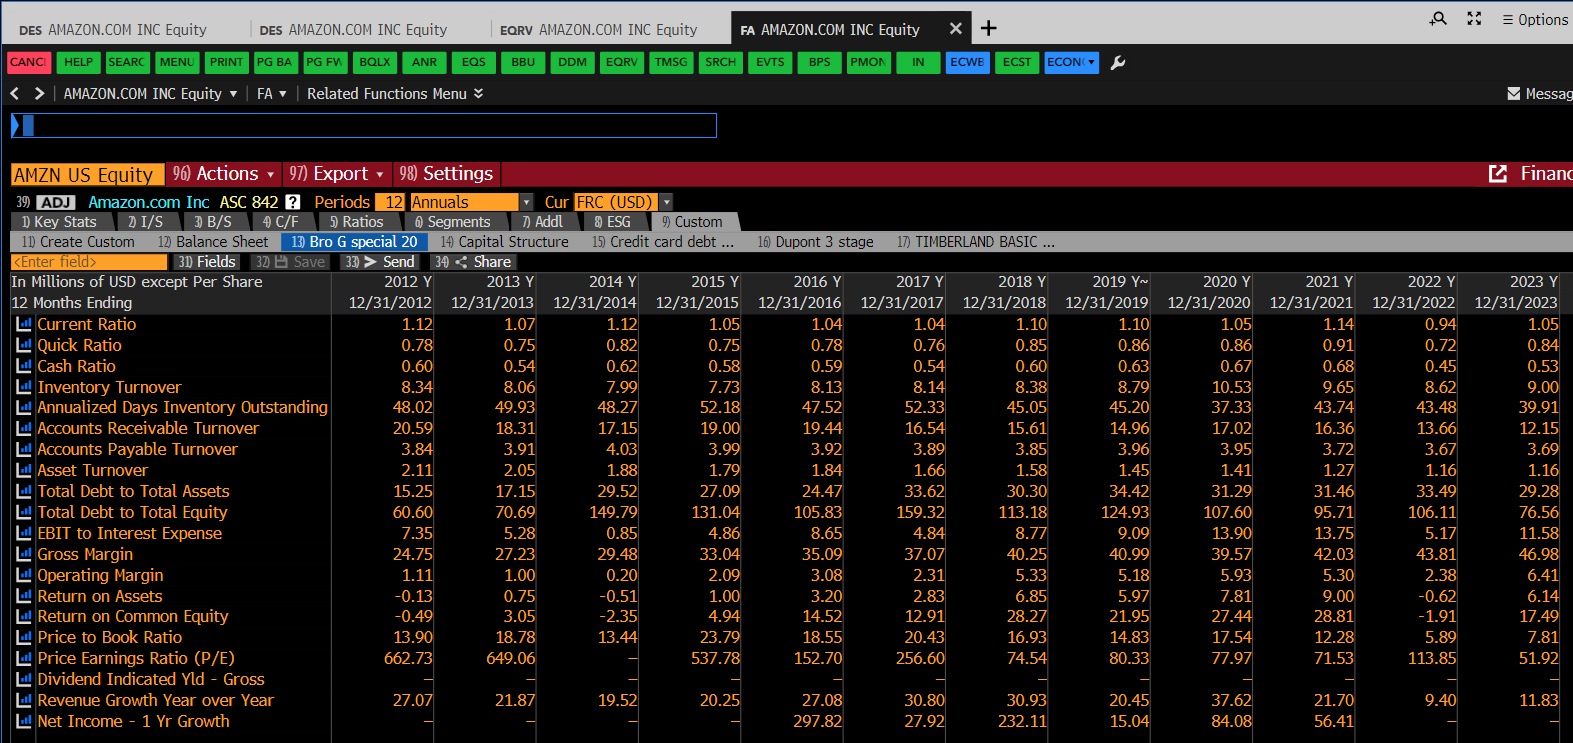 DES AMAZON.COM INC Equity DES AMAZON.COM INC Equity EQRV AMAZON.COM INC Equity FA AMAZON.COM INC Equity Options
CANCI HELP SEARC MENU PRINT PG BA PG FW BQLX ANR EQS BBU DDM EQRV TMSG SRCH EVTS BPS PMON IN ECWB ECST ECON
AMAZON.COM INC Equity FA Related Functions Menu Messag
AMZN US Equity 96) Actions 97) Export 98) Settings Financ
39) ADJ Amazon.com Inc ASC 842 ? Periods 12 Annuals Cur FRC (USD)
1) Key Stats 2) I/S 3) B/S 4) C/F 5) Ratios 6) Segments 7) Addl 8) ESG 9) Custom
11) Create Custom 12) Balance Sheet 13) Bro G special 20 14) Capital Structure 15) Credit card debt ... 16) Dupont 3 stage 17) TIMBERLAND BASIC ...
<Enter field> 31) Fields 32) Save 33) Send 34) Share
In Millions of USD except Per Share 2012 Y 2013 Y 2014 Y 2015 Y 2016 Y 2017 Y 2018 Y 2019 Y~ 2020 Y 2021 Y 2022 Y 2023 Y
12 Months Ending 12/31/2012 12/31/2013 12/31/2014 12/31/2015 12/31/2016 12/31/2017 12/31/2018 12/31/2019 12/31/2020 12/31/2021 12/31/2022 12/31/2023
Current Ratio 1.12 1.07 1.12 1.05 1.04 1.04 1.10 1.10 1.05 1.14 0.94 1.05
Quick Ratio 0.78 0.75 0.82 0.75 0.78 0.76 0.85 0.86 0.86 0.91 0.72 0.84
Cash Ratio 0.60 0.54 0.62 0.58 0.59 0.54 0.60 0.63 0.67 0.68 0.45 0.53
Inventory Turnover 8.34 8.06 7.99 7.73 8.13 8.14 8.38 8.79 10.53 9.65 8.62 9.00
Annualized Days Inventory Outstanding 48.02 49.93 48.27 52.18 47.52 52.33 45.05 45.20 37.33 43.74 43.48 39.91
Accounts Receivable Turnover 20.59 18.31 17.15 19.00 19.44 16.54 15.61 14.96 17.02 16.36 13.66 12.15
Accounts Payable Turnover 3.84 3.91 4.03 3.99 3.92 3.89 3.85 3.96 3.95 3.72 3.67 3.69
Asset Turnover 2.11 2.05 1.88 1.79 1.84 1.66 1.58 1.45 1.41 1.27 1.16 1.16
Total Debt to Total Assets 15.25 17.15 29.52 27.09 24.47 33.62 30.30 34.42 31.29 31.46 33.49 29.28
Total Debt to Total Equity 60.60 70.69 149.79 131.04 105.83 159.32 113.18 124.93 107.60 95.71 106.11 76.56
EBIT to Interest Expense 7.35 5.28 0.85 4.86 8.65 4.84 8.77 9.09 13.90 13.75 5.17 11.58
Gross Margin 24.75 27.23 29.48 33.04 35.09 37.07 40.25 40.99 39.57 42.03 43.81 46.98
Operating Margin 1.11 1.00 0.20 2.09 3.08 2.31 5.33 5.18 5.93 5.30 2.38 6.41
Return on Assets -0.13 0.75 -0.51 1.00 3.20 2.83 6.85 5.97 7.81 9.00 -0.62 6.14
Return on Common Equity -0.49 3.05 -2.35 4.94 14.52 12.91 28.27 21.95 27.44 28.81 -1.91 17.49
Price to Book Ratio 13.90 18.78 13.44 23.79 18.55 20.43 16.93 14.83 17.54 12.28 5.89 7.81
Price Earnings Ratio (P/E) 662.73 649.06 – 537.78 152.70 256.60 74.54 80.33 77.97 71.53 113.85 51.92
Dividend Indicated Yld - Gross – – – – – – – – – – – –
Revenue Growth Year over Year 27.07 21.87 19.52 20.25 27.08 30.80 30.93 20.45 37.62 21.70 9.40 11.83
Net Income - 1 Yr Growth – – – – 297.82 27.92 232.11 15.04 84.08 56.41 – –